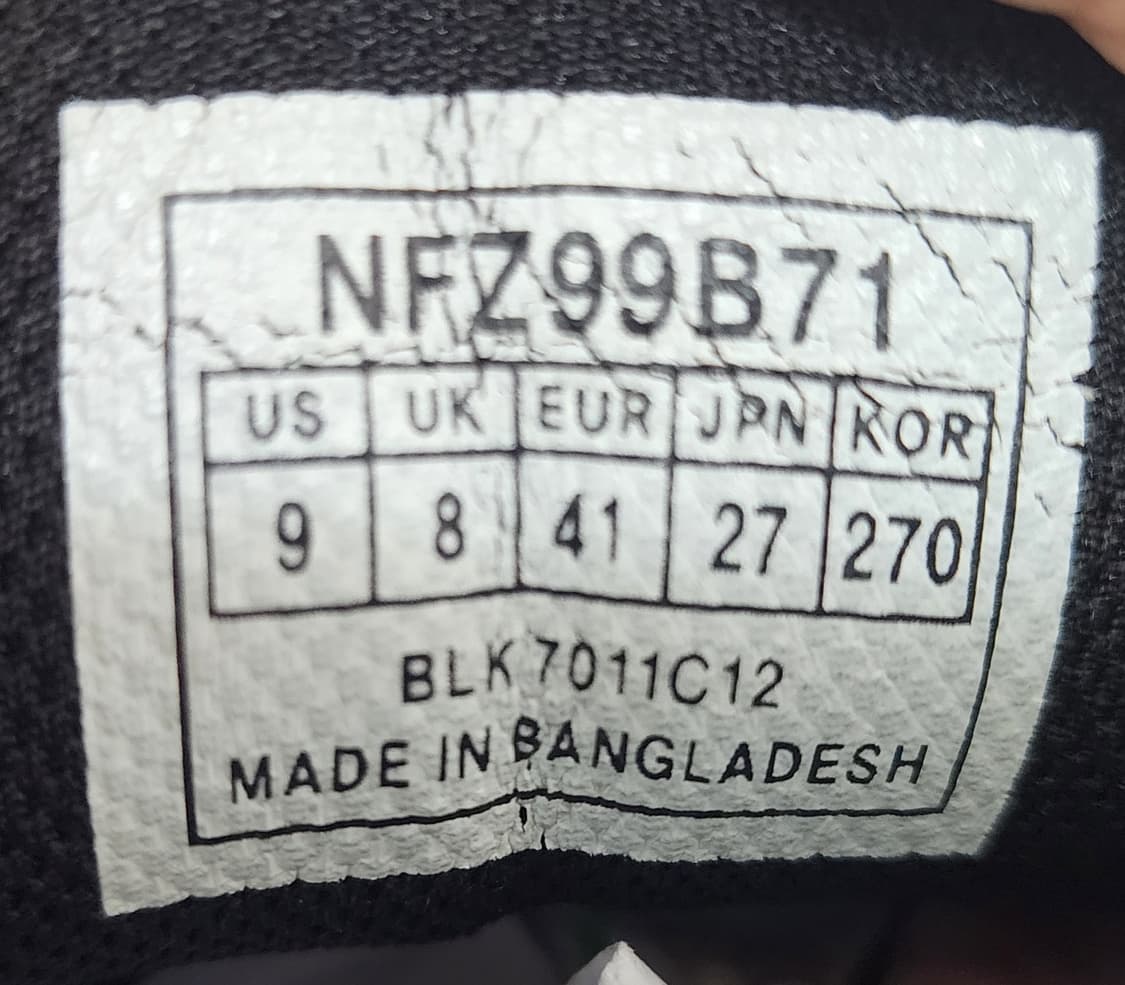 NFZ99B71
US UK EUR JPN KOR
9 8 41 27 270
BLK 7011C12
MADE IN BANGLADESH